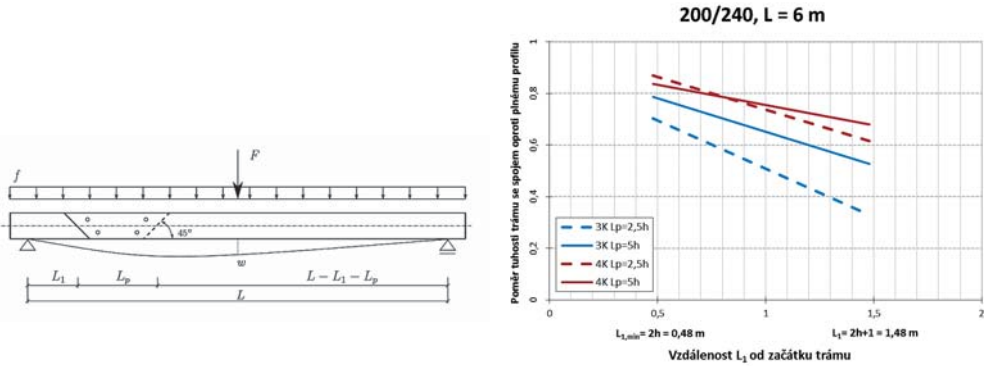 F
f
45°
w
L₁
Lₚ
L − L₁ − Lₚ
L
200/240, L = 6 m
Poměr tuhosti trámu se spojem oproti plnému profilu
1
0,8
0,6
0,4
0,2
0
3K Lp=2,5h
3K Lp=5h
4K Lp=2,5h
4K Lp=5h
0
0,5
1
1,5
2
L₁,min= 2h = 0,48 m
L₁= 2h+1 = 1,48 m
Vzdálenost L₁ od začátku trámu